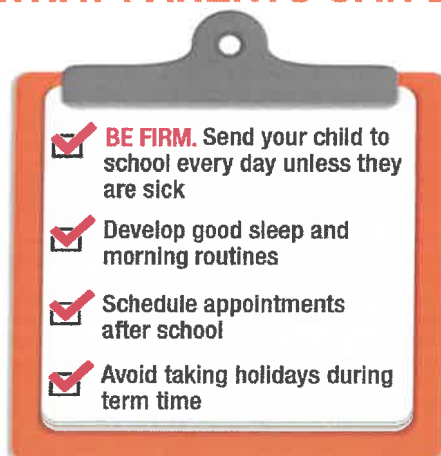 BE FIRM. Send your child to
school every day unless they
are sick
Develop good sleep and
morning routines
Schedule appointments
after school
Avoid taking holidays during
term time